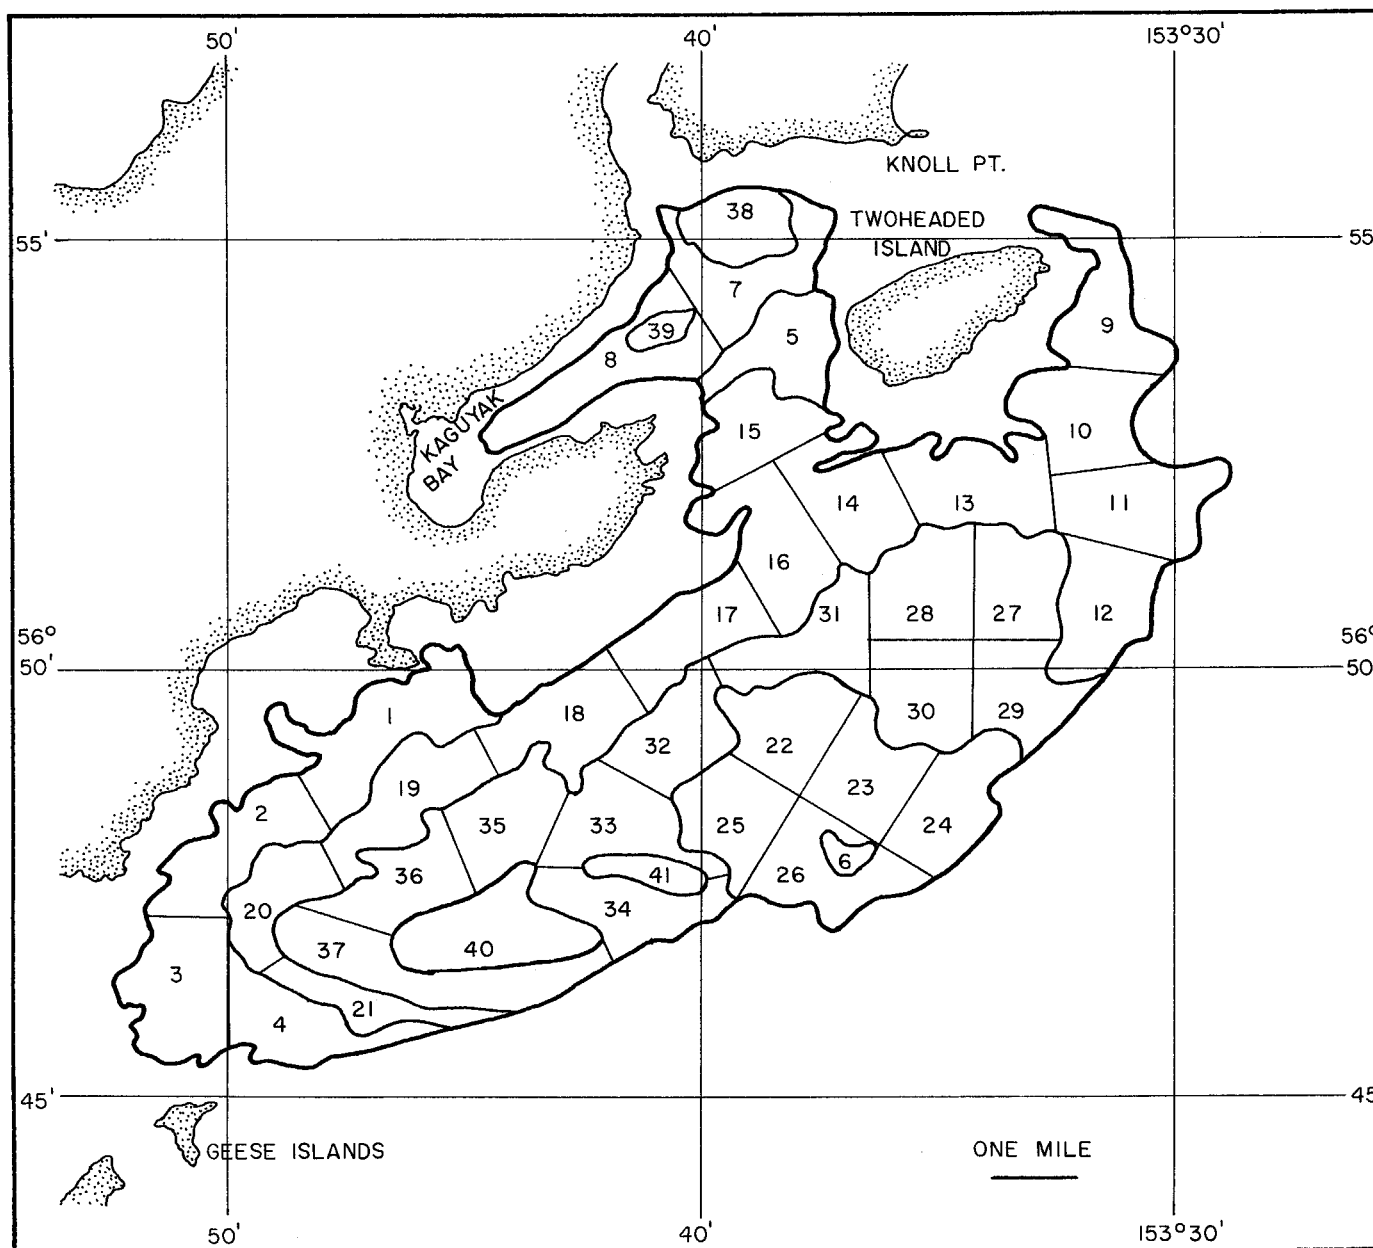 50' 40' 153°30'
KNOLL PT.
38 TWOHEADED
55' ISLAND 55
7
9
39 5
8
KAGUYAK
BAY
15 10
14 13 11
16
17 31 28 27 12
56° 56°
50' 50
1 18 30 29
32 22
19 23
2 35 33 25 24
36 41 6
26
20 34
37 40
3
21
4
45' 45
GEESE ISLANDS ONE MILE
50' 40' 153°30'